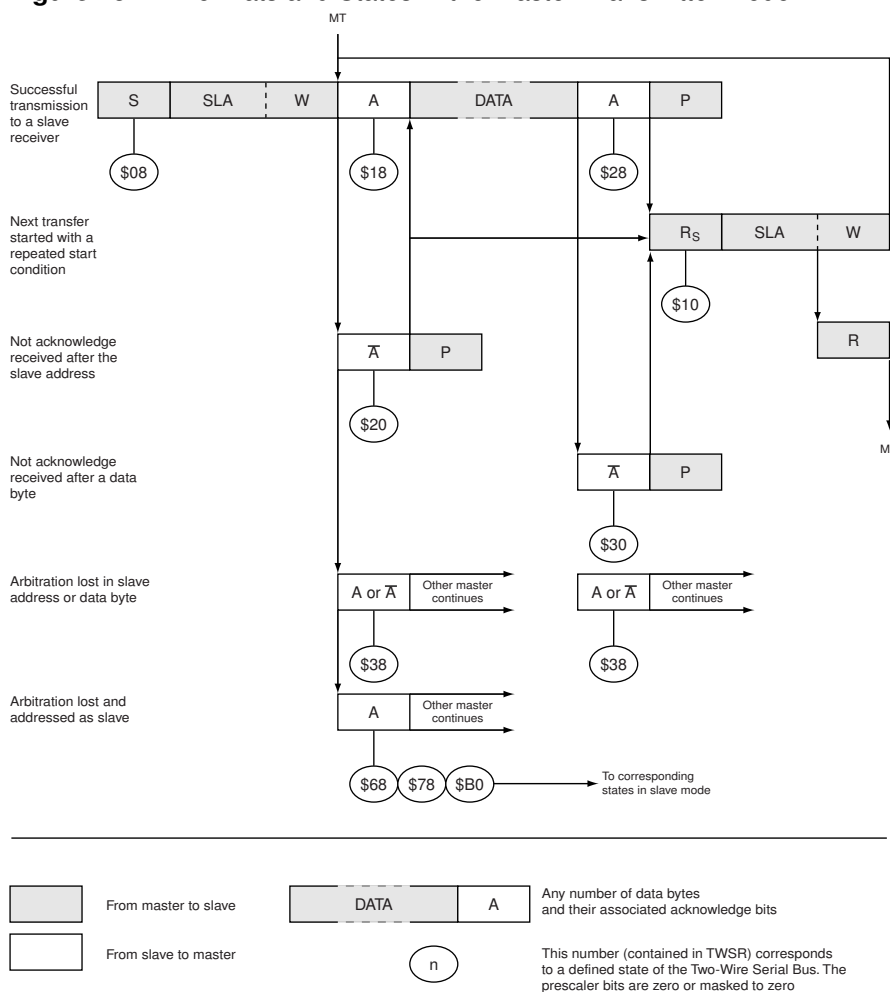 MT
Successful
transmission
to a slave
receiver
S SLA W A DATA A P
$08 $18 $28
Next transfer
started with a
repeated start
condition
RS SLA W
$10
Not acknowledge
received after the
slave address
A P
R
$20
Not acknowledge
received after a data
byte
A P
$30
Arbitration lost in slave
address or data byte
A or A Other master
continues
A or A Other master
continues
$38 $38
Arbitration lost and
addressed as slave
A Other master
continues
$68 $78 $B0 To corresponding
states in slave mode
From master to slave
DATA A Any number of data bytes
and their associated acknowledge bits
From slave to master
n This number (contained in TWSR) corresponds
to a defined state of the Two-Wire Serial Bus. The
prescaler bits are zero or masked to zero